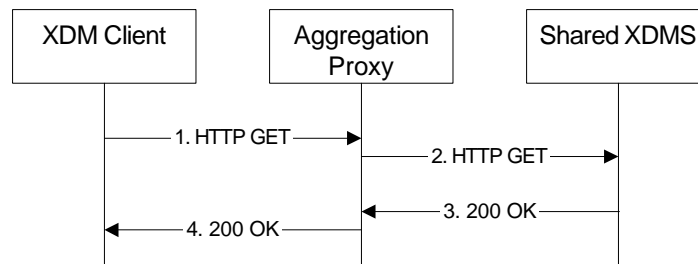 XDM Client
Aggregation
Proxy
Shared XDMS
1. HTTP GET
2. HTTP GET
3. 200 OK
4. 200 OK